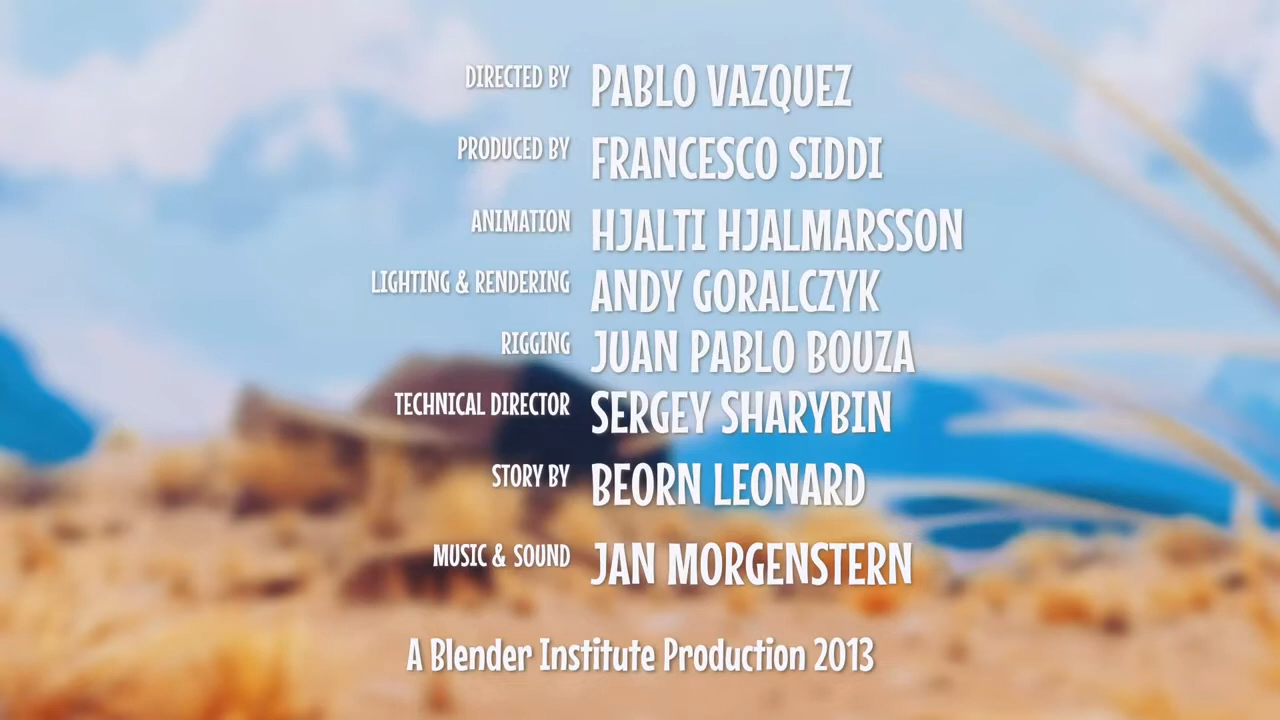 DIRECTED BY PABLO VAZQUEZ
PRODUCED BY FRANCESCO SIDDI
ANIMATION HJALTI HJALMARSSON
LIGHTING & RENDERING ANDY GORALCZYK
RIGGING JUAN PABLO BOUZA
TECHNICAL DIRECTOR SERGEY SHARYBIN
STORY BY BEORN LEONARD
MUSIC & SOUND JAN MORGENSTERN
A Blender Institute Production 2013